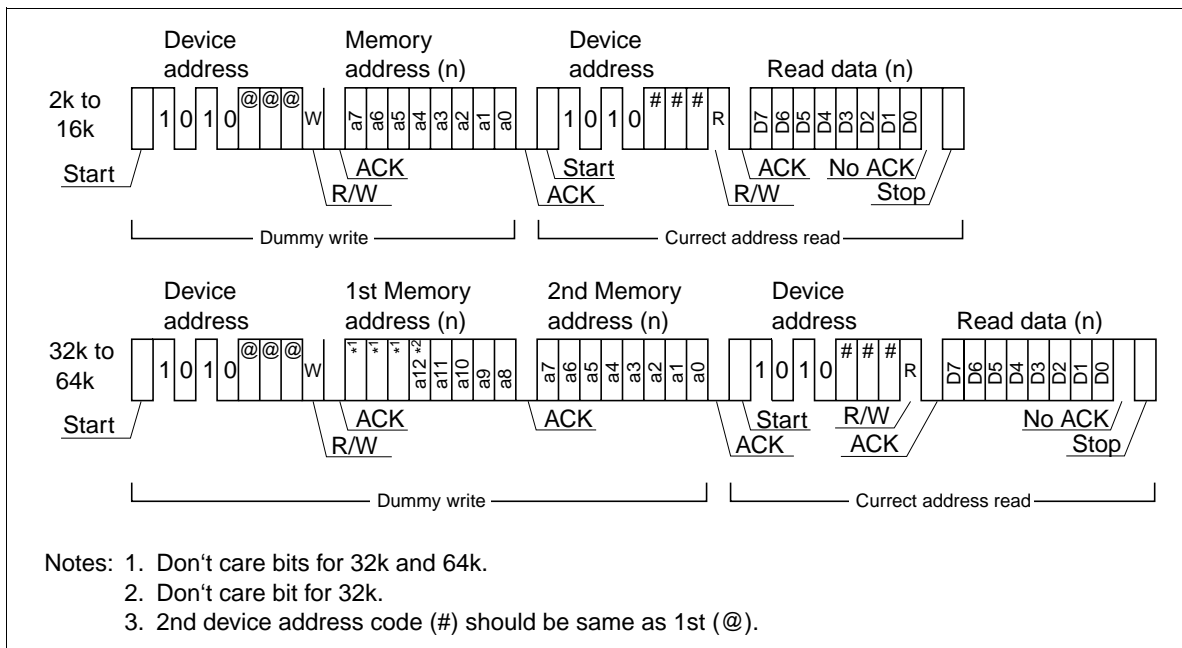 Device address Memory address (n) Device address Read data (n)
2k to 16k
1 0 1 0 @ @ @ W a7 a6 a5 a4 a3 a2 a1 a0 1 0 1 0 # # # R D7 D6 D5 D4 D3 D2 D1 D0
Start R/W ACK ACK Start R/W ACK No ACK Stop
Dummy write Currect address read
Device address 1st Memory address (n) 2nd Memory address (n) Device address Read data (n)
32k to 64k
1 0 1 0 @ @ @ W *1 *1 *1 a12 *2 a11 a10 a9 a8 a7 a6 a5 a4 a3 a2 a1 a0 1 0 1 0 # # # R D7 D6 D5 D4 D3 D2 D1 D0
Start R/W ACK ACK ACK Start R/W ACK No ACK Stop
Dummy write Currect address read
Notes: 1. Don't care bits for 32k and 64k.
2. Don't care bit for 32k.
3. 2nd device address code (#) should be same as 1st (@).